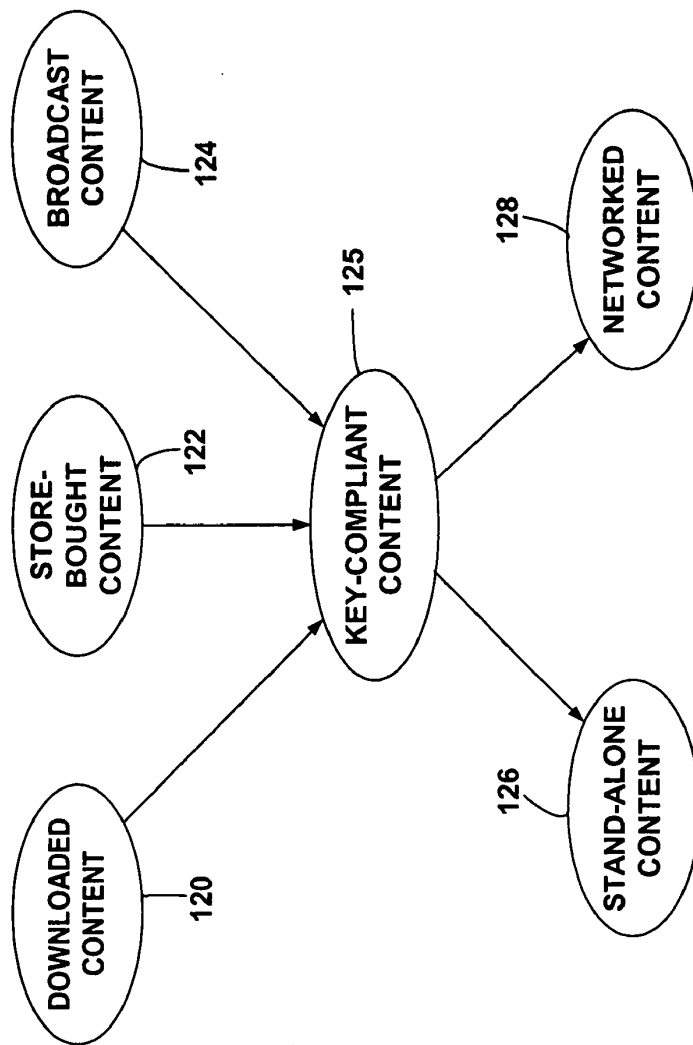 DOWNLOADED
CONTENT
120
STORE-
BOUGHT
CONTENT
122
BROADCAST
CONTENT
124
KEY-COMPLIANT
CONTENT
125
STAND-ALONE
CONTENT
126
NETWORKED
CONTENT
128